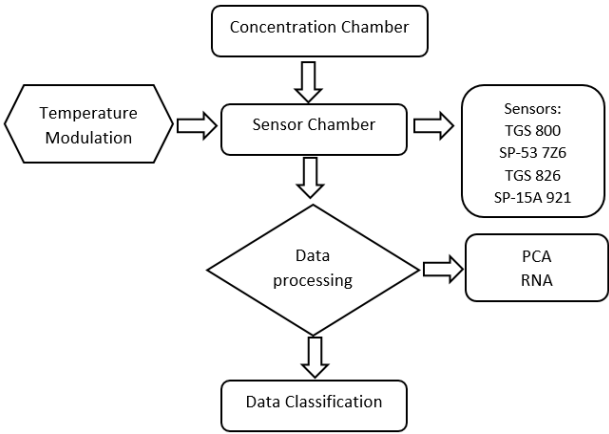 Concentration Chamber
Temperature
Modulation
Sensor Chamber
Sensors:
TGS 800
SP-53 7Z6
TGS 826
SP-15A 921
Data
processing
PCA
RNA
Data Classification